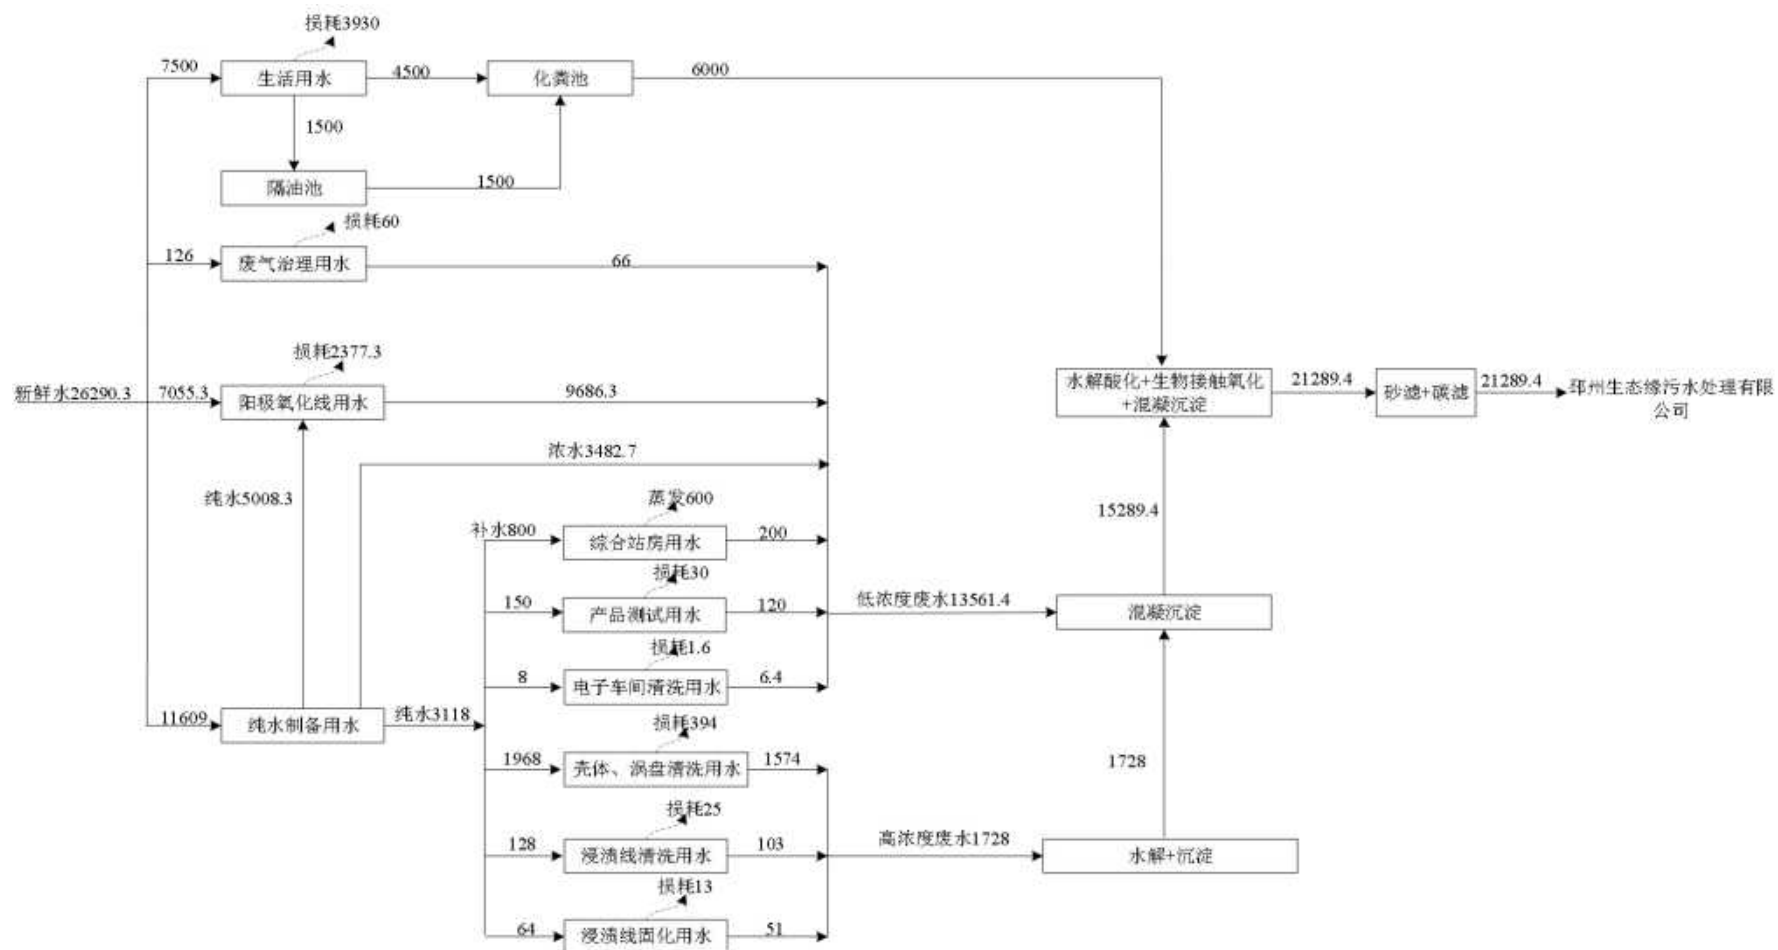 损耗3930
7500
生活用水
4500
化粪池
6000
1500
隔油池
1500
损耗60
126
废气治理用水
66
损耗2377.3
新鲜水26290.3
7055.3
阳极氧化线用水
9686.3
水解酸化+生物接触氧化
+混凝沉淀
21289.4
砂滤+碳滤
21289.4
邳州生态缘污水处理有限
公司
浓水3482.7
纯水5008.3
蒸发600
补水800
综合站房用水
200
15289.4
损耗30
150
产品测试用水
120
低浓度废水13561.4
混凝沉淀
损耗1.6
8
电子车间清洗用水
6.4
11609
纯水制备用水
纯水3118
损耗394
1968
壳体、涡盘清洗用水
1574
1728
损耗25
128
浸渍线清洗用水
103
高浓度废水1728
水解+沉淀
损耗13
64
浸渍线固化用水
51